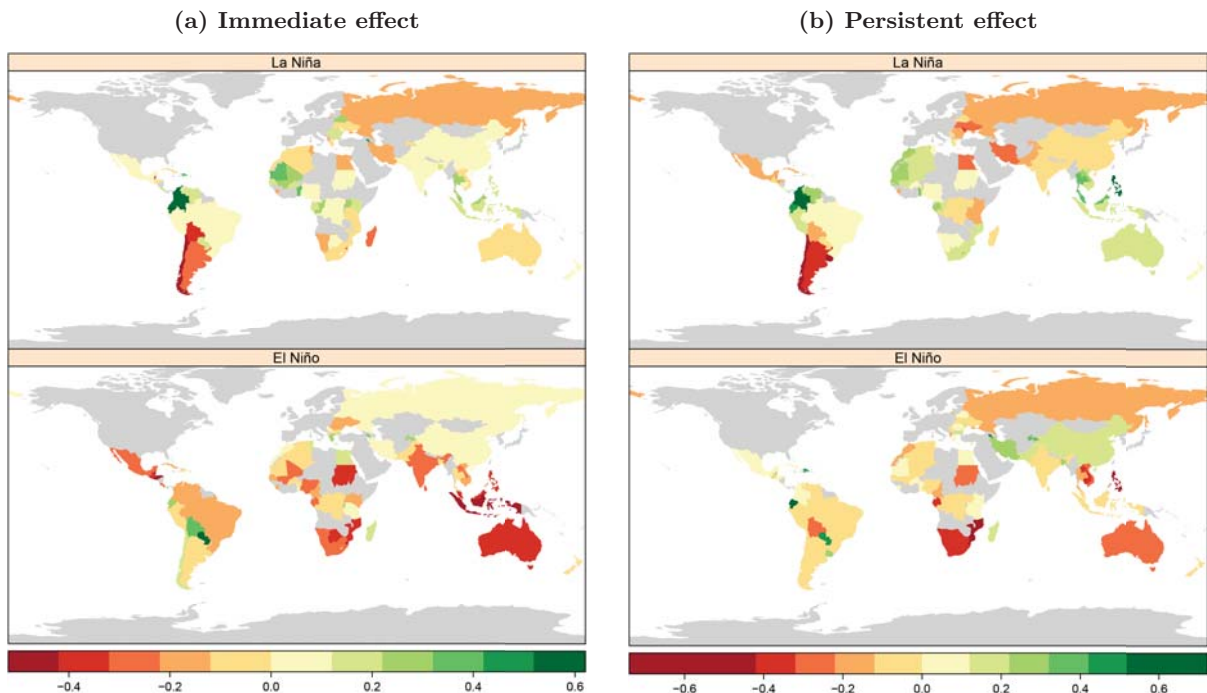 (a) Immediate effect
(b) Persistent effect
La Niña
La Niña
El Niño
El Niño
−0.4 −0.2 0.0 0.2 0.4 0.6
−0.6 −0.4 −0.2 0.0 0.2 0.4 0.6